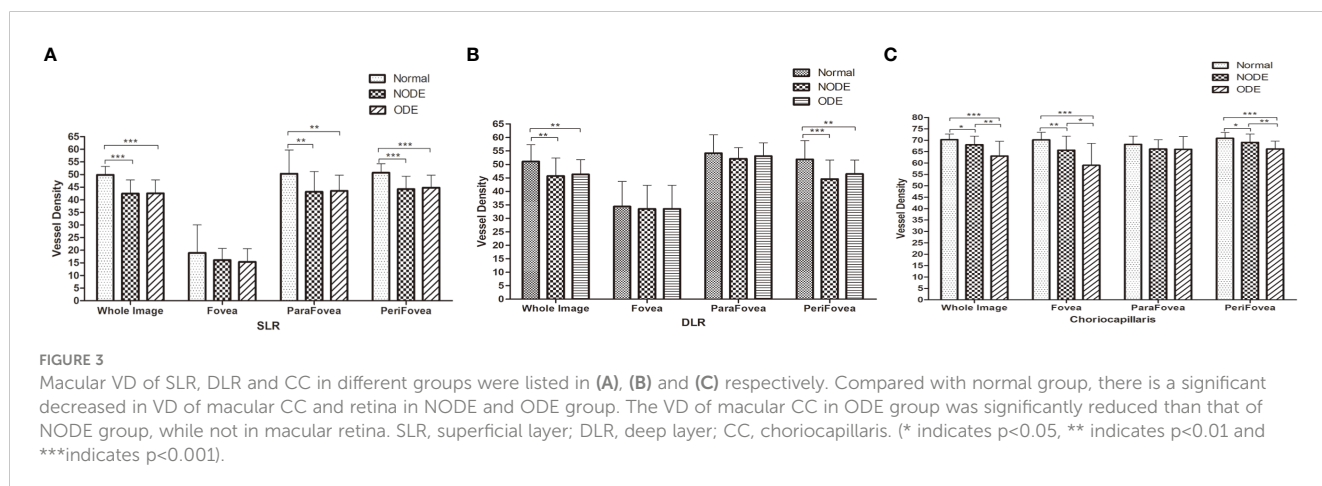 A
Normal
NODE
ODE
***
***
**
**
***
***
Vessel Density
65
60
55
50
45
40
35
30
25
20
15
10
5
0
Whole Image Fovea ParaFovea PeriFovea
SLR
B
Normal
NODE
ODE
**
**
**
***
Vessel Density
65
60
55
50
45
40
35
30
25
20
15
10
5
0
Whole Image Fovea ParaFovea PeriFovea
DLR
C
Normal
NODE
ODE
***
* **
***
** *
***
* **
Vessel Density
80
75
70
65
60
55
50
45
40
35
30
25
20
15
10
5
0
Whole Image Fovea ParaFovea PeriFovea
Choriocapillaris
FIGURE 3
Macular VD of SLR, DLR and CC in different groups were listed in (A), (B) and (C) respectively. Compared with normal group, there is a significant
decreased in VD of macular CC and retina in NODE and ODE group. The VD of macular CC in ODE group was significantly reduced than that of
NODE group, while not in macular retina. SLR, superficial layer; DLR, deep layer; CC, choriocapillaris. (* indicates p<0.05, ** indicates p<0.01 and
***indicates p<0.001).